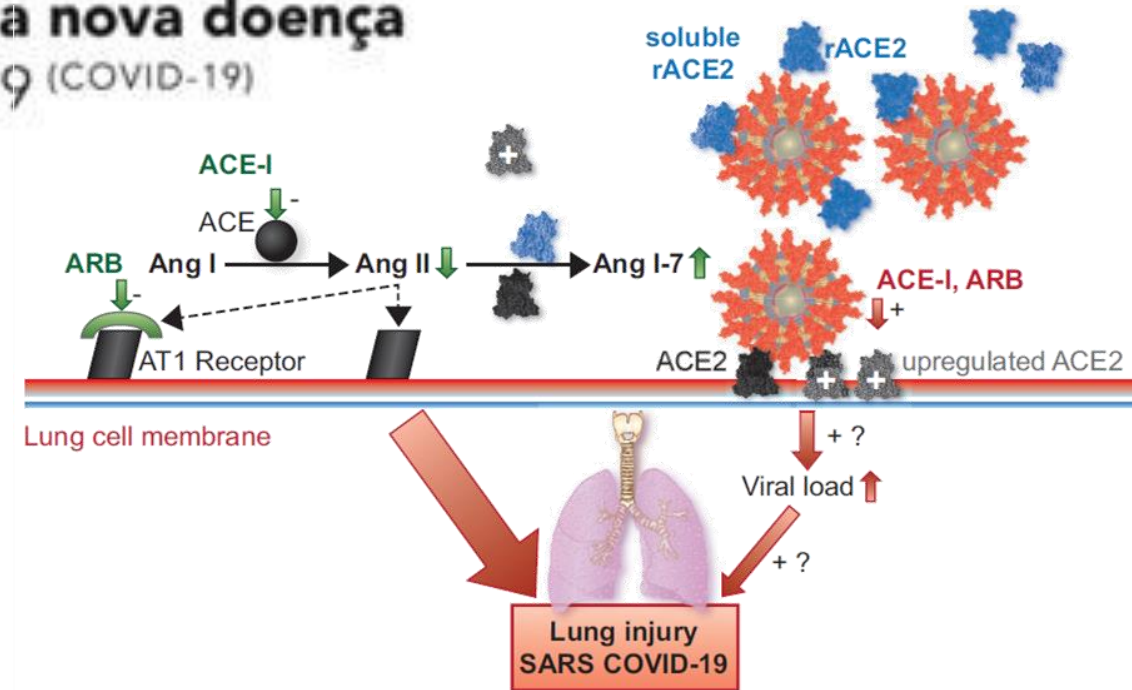 a nova doença
9 (COVID-19)
soluble
rACE2
rACE2
ACE-I
-
ACE
ARB
-
Ang I
Ang II
Ang I-7
+
AT1 Receptor
ACE-I, ARB
+
ACE2
+ +
upregulated ACE2
Lung cell membrane
+ ?
Viral load
+ ?
Lung injury
SARS COVID-19